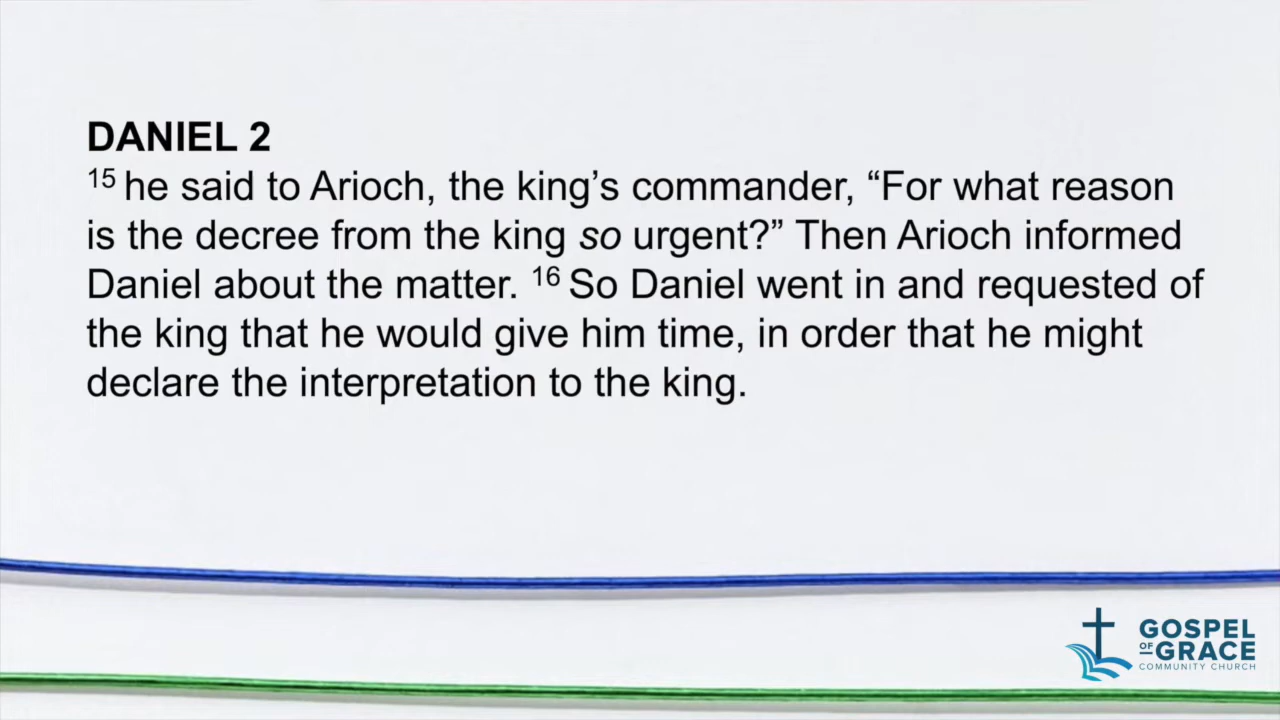 DANIEL 2
15 he said to Arioch, the king’s commander, “For what reason
is the decree from the king so urgent?” Then Arioch informed
Daniel about the matter. 16 So Daniel went in and requested of
the king that he would give him time, in order that he might
declare the interpretation to the king.
GOSPEL
OF GRACE
COMMUNITY CHURCH